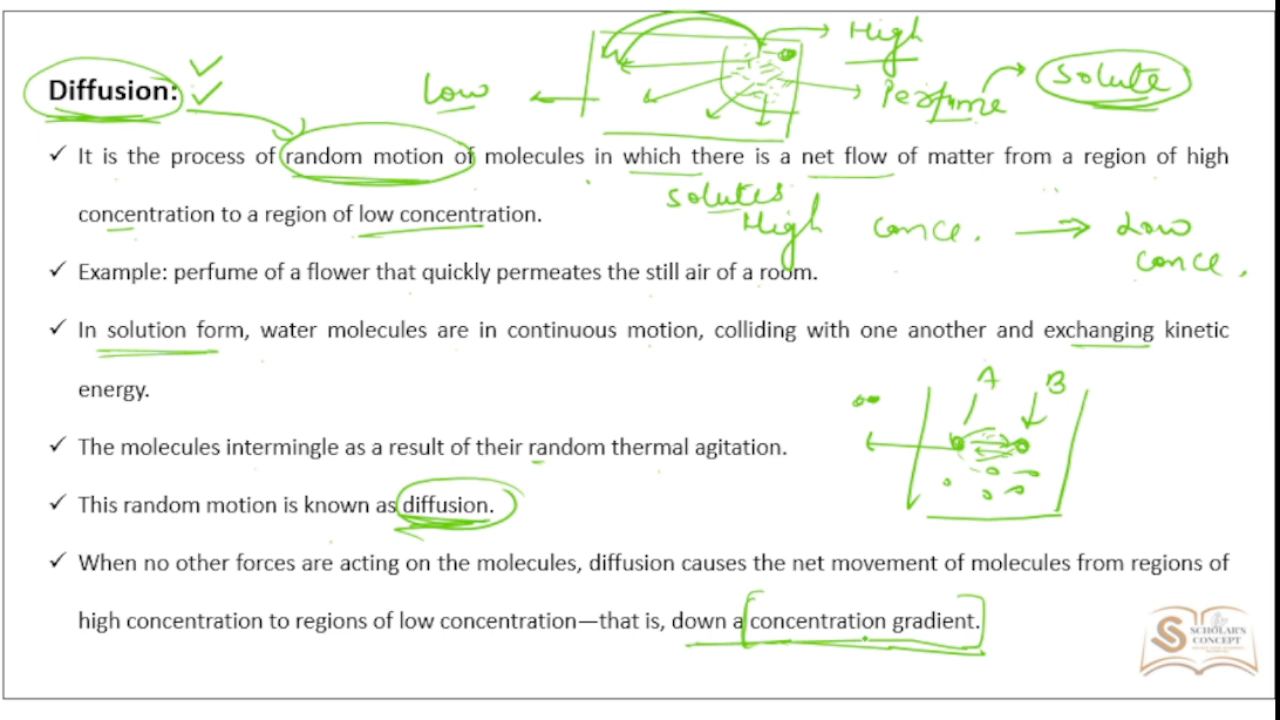 High
Diffusion:
Low
Perfume
Solute
It is the process of random motion of molecules in which there is a net flow of matter from a region of high
solutes
concentration to a region of low concentration.
High conce. → Low
conce.
Example: perfume of a flower that quickly permeates the still air of a room.
In solution form, water molecules are in continuous motion, colliding with one another and exchanging kinetic
energy.
A B
The molecules intermingle as a result of their random thermal agitation.
This random motion is known as diffusion.
When no other forces are acting on the molecules, diffusion causes the net movement of molecules from regions of
high concentration to regions of low concentration—that is, down a concentration gradient.
SCHOLAR'S
CONCEPT